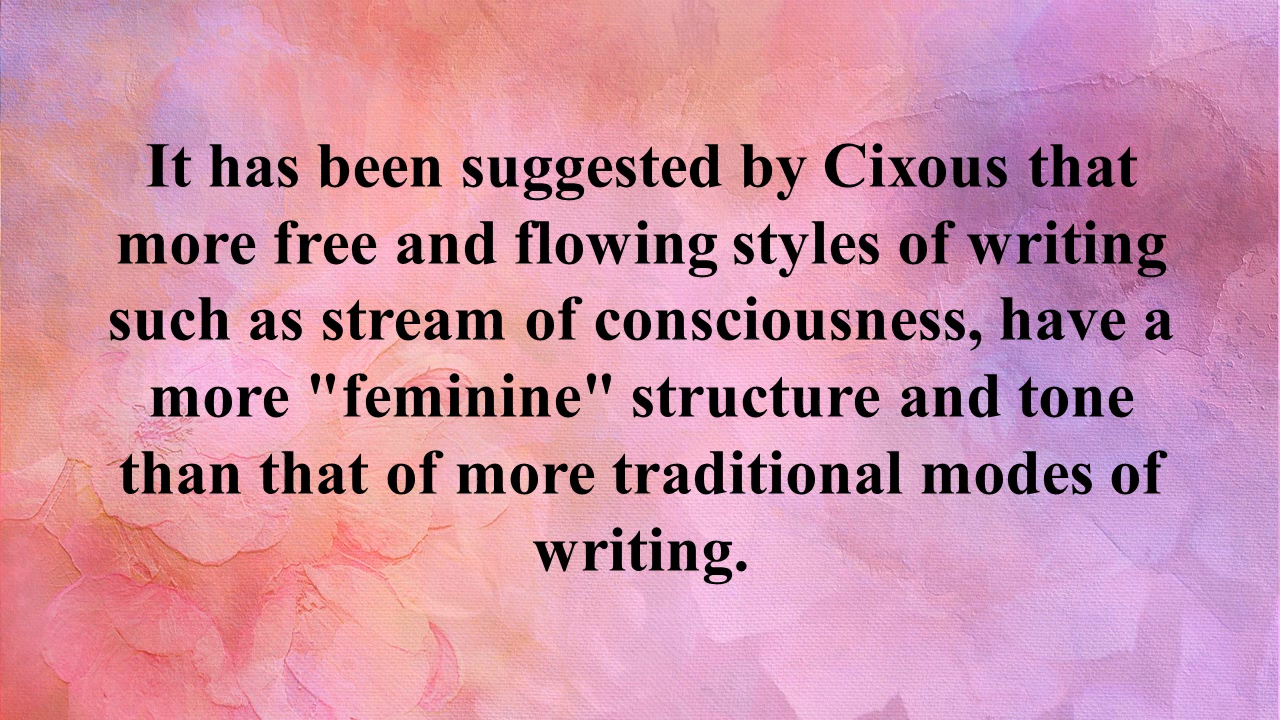 It has been suggested by Cixous that
more free and flowing styles of writing
such as stream of consciousness, have a
more "feminine" structure and tone
than that of more traditional modes of
writing.